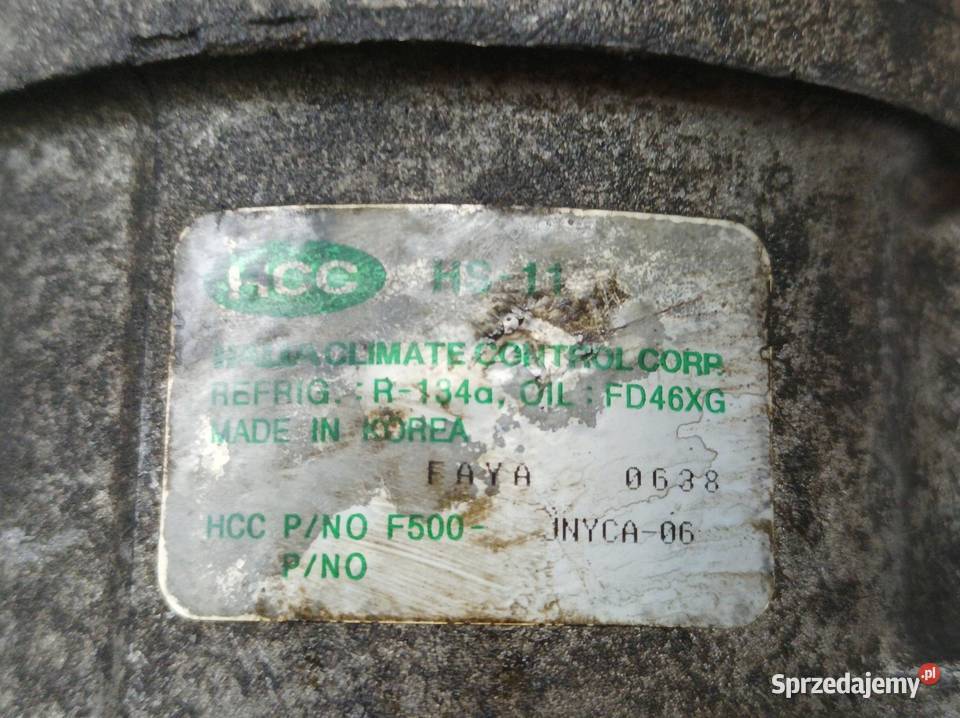 HCC HS-11
HALLA CLIMATE CONTROL CORP.
REFRIG. : R-134a, OIL : FD46XG
MADE IN KOREA
FAYA 0638
HCC P/NO F500- JNYCA-06
P/NO
Sprzedajemy.pl